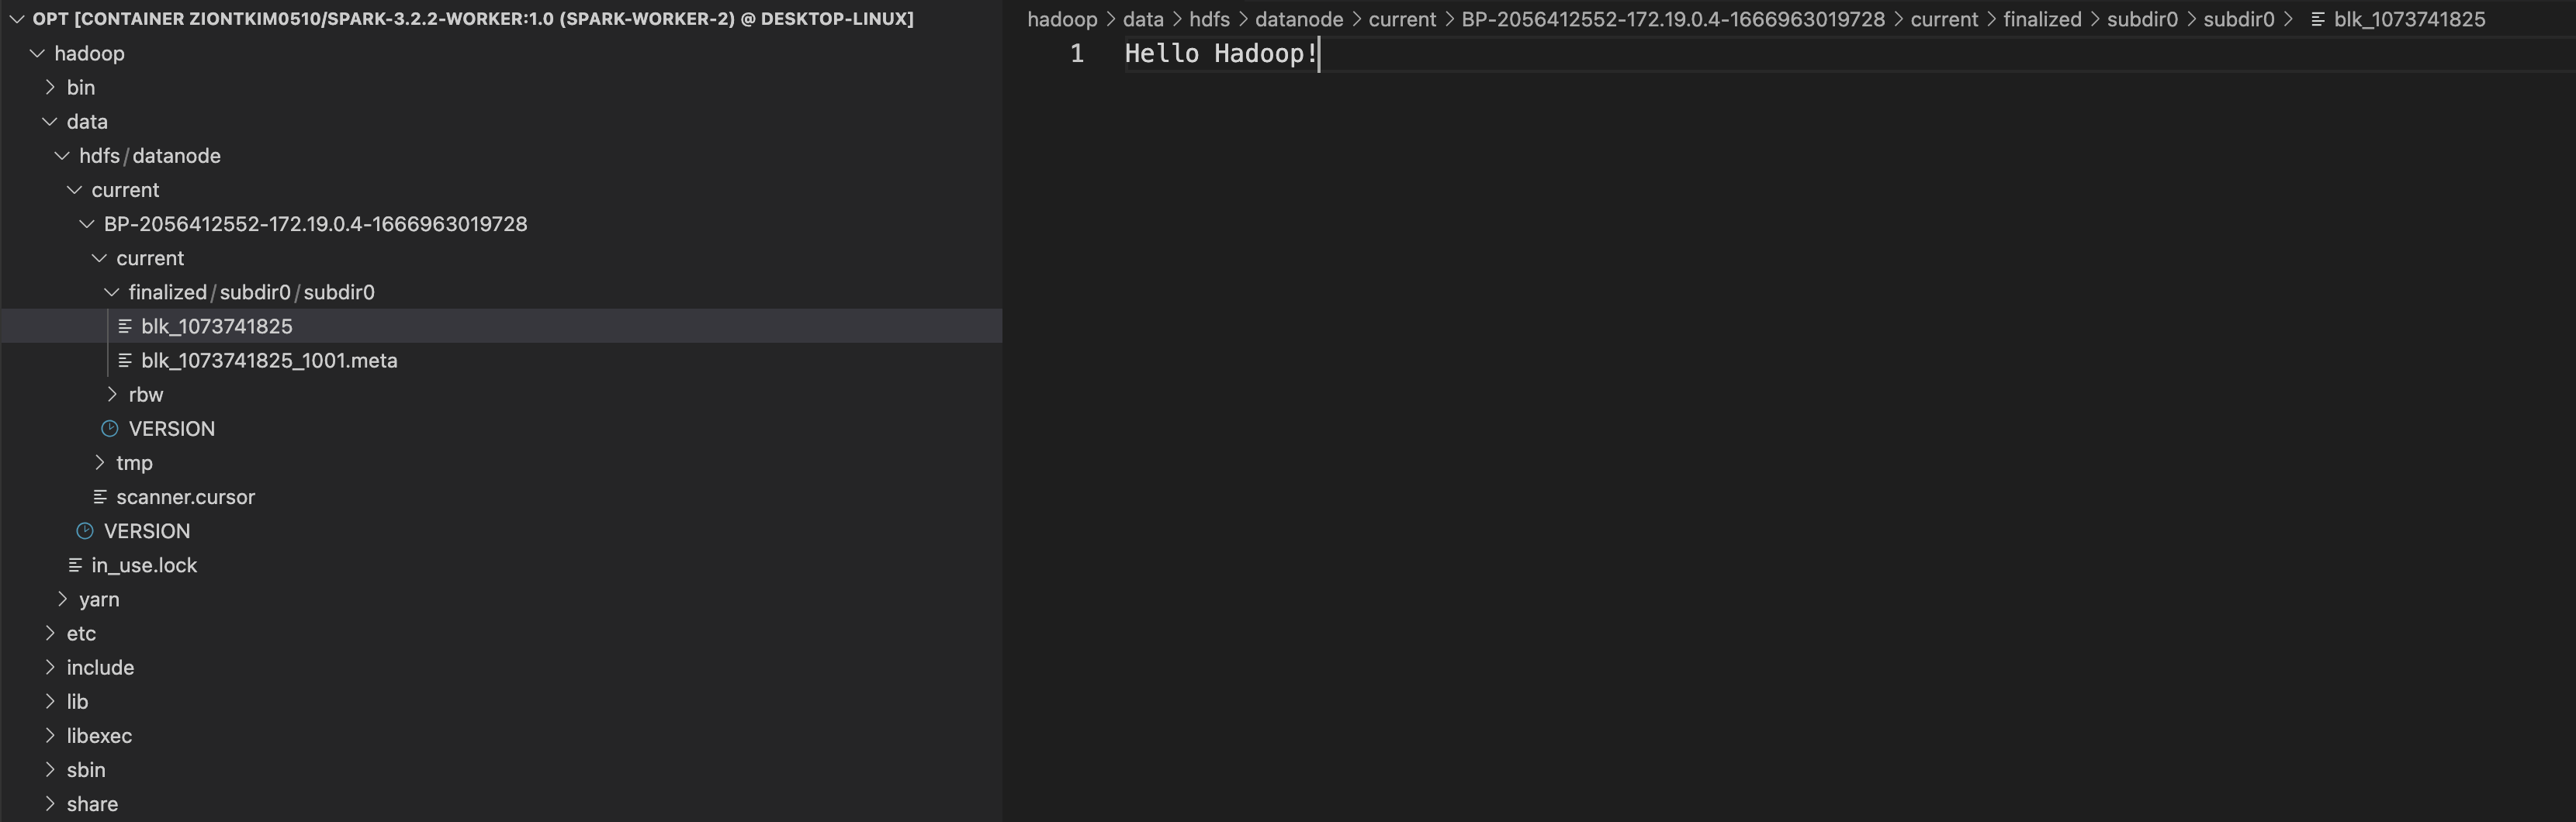 OPT [CONTAINER ZIONTKIM0510/SPARK-3.2.2-WORKER:1.0 (SPARK-WORKER-2) @ DESKTOP-LINUX]
hadoop
bin
data
hdfs/datanode
current
BP-2056412552-172.19.0.4-1666963019728
current
finalized/subdir0/subdir0
blk_1073741825
blk_1073741825_1001.meta
rbw
VERSION
tmp
scanner.cursor
VERSION
in_use.lock
yarn
etc
include
lib
libexec
sbin
share
hadoop > data > hdfs > datanode > current > BP-2056412552-172.19.0.4-1666963019728 > current > finalized > subdir0 > subdir0 > blk_1073741825
1 Hello Hadoop!